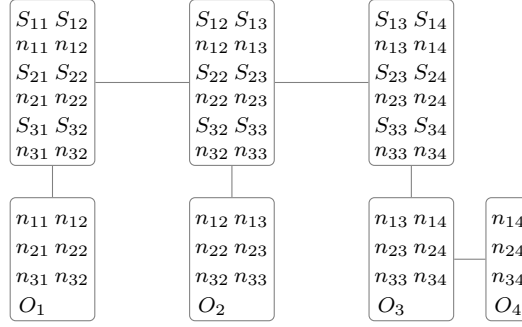 S₁₁ S₁₂
n₁₁ n₁₂
S₂₁ S₂₂
n₂₁ n₂₂
S₃₁ S₃₂
n₃₁ n₃₂
S₁₂ S₁₃
n₁₂ n₁₃
S₂₂ S₂₃
n₂₂ n₂₃
S₃₂ S₃₃
n₃₂ n₃₃
S₁₃ S₁₄
n₁₃ n₁₄
S₂₃ S₂₄
n₂₃ n₂₄
S₃₃ S₃₄
n₃₃ n₃₄
n₁₁ n₁₂
n₂₁ n₂₂
n₃₁ n₃₂
O₁
n₁₂ n₁₃
n₂₂ n₂₃
n₃₂ n₃₃
O₂
n₁₃ n₁₄
n₂₃ n₂₄
n₃₃ n₃₄
O₃
n₁₄
n₂₄
n₃₄
O₄